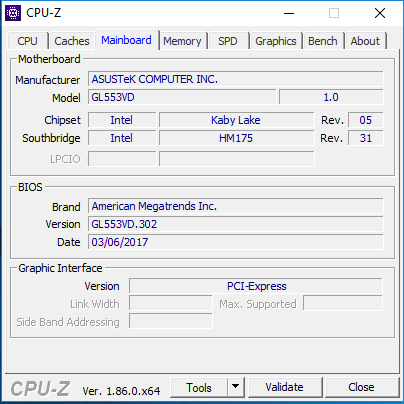 CPU-Z
CPU Caches Mainboard Memory SPD Graphics Bench About
Motherboard
Manufacturer ASUSTeK COMPUTER INC.
Model GL553VD 1.0
Chipset Intel Kaby Lake Rev. 05
Southbridge Intel HM175 Rev. 31
LPCIO
BIOS
Brand American Megatrends Inc.
Version GL553VD.302
Date 03/06/2017
Graphic Interface
Version PCI-Express
Link Width Max. Supported
Side Band Addressing
CPU-Z Ver. 1.86.0.x64 Tools Validate Close